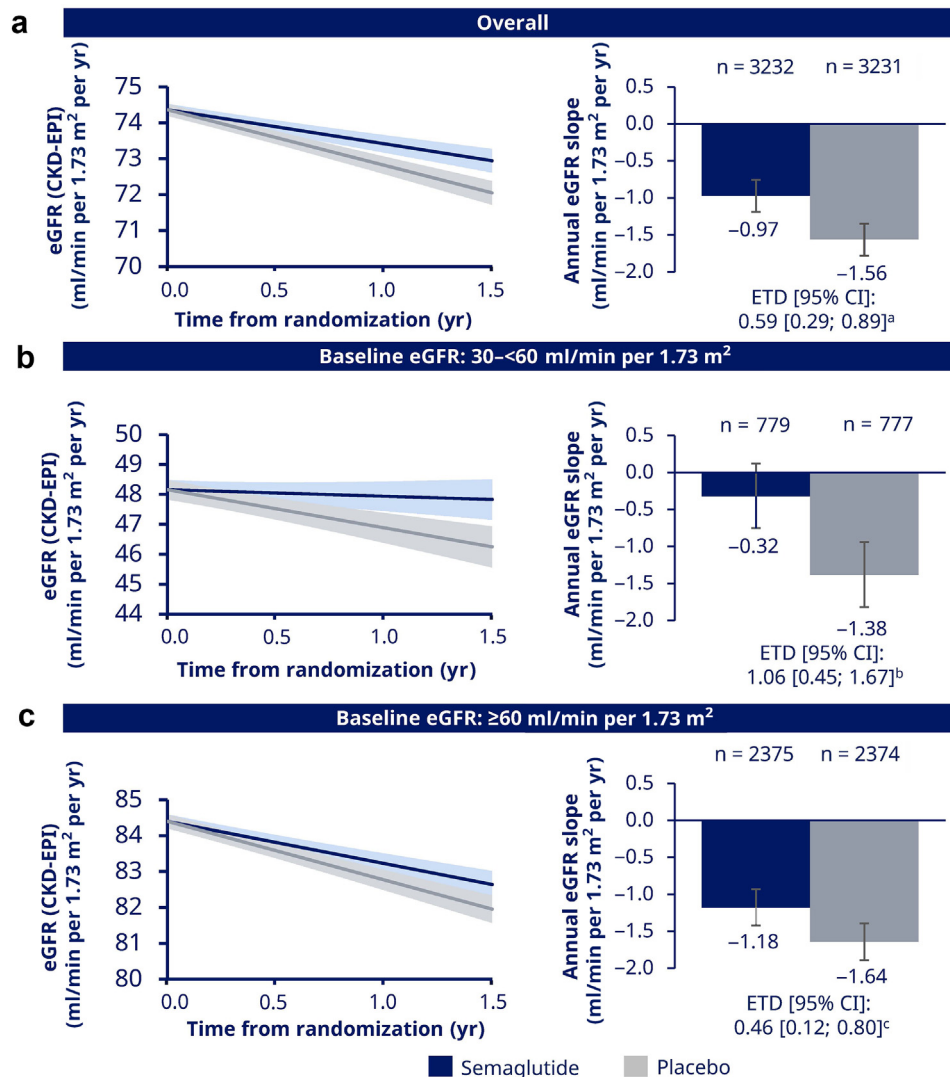 a
Overall
eGFR (CKD-EPI)
(ml/min per 1.73 m² per yr)
75
74
73
72
71
70
0.0 0.5 1.0 1.5
Time from randomization (yr)
Annual eGFR slope
(ml/min per 1.73 m² per yr)
n = 3232 n = 3231
0.5
0.0
−0.5
−1.0
−1.5
−2.0
−0.97
−1.56
ETD [95% CI]:
0.59 [0.29; 0.89]ᵃ
b
Baseline eGFR: 30–<60 ml/min per 1.73 m²
eGFR (CKD-EPI)
(ml/min per 1.73 m² per yr)
50
49
48
47
46
45
44
0.0 0.5 1.0 1.5
Time from randomization (yr)
Annual eGFR slope
(ml/min per 1.73 m² per yr)
n = 779 n = 777
0.5
0.0
−0.5
−1.0
−1.5
−2.0
−0.32
−1.38
ETD [95% CI]:
1.06 [0.45; 1.67]ᵇ
c
Baseline eGFR: ≥60 ml/min per 1.73 m²
eGFR (CKD-EPI)
(ml/min per 1.73 m² per yr)
85
84
83
82
81
80
0.0 0.5 1.0 1.5
Time from randomization (yr)
Annual eGFR slope
(ml/min per 1.73 m² per yr)
n = 2375 n = 2374
0.5
0.0
−0.5
−1.0
−1.5
−2.0
−1.18
−1.64
ETD [95% CI]:
0.46 [0.12; 0.80]ᶜ
Semaglutide Placebo